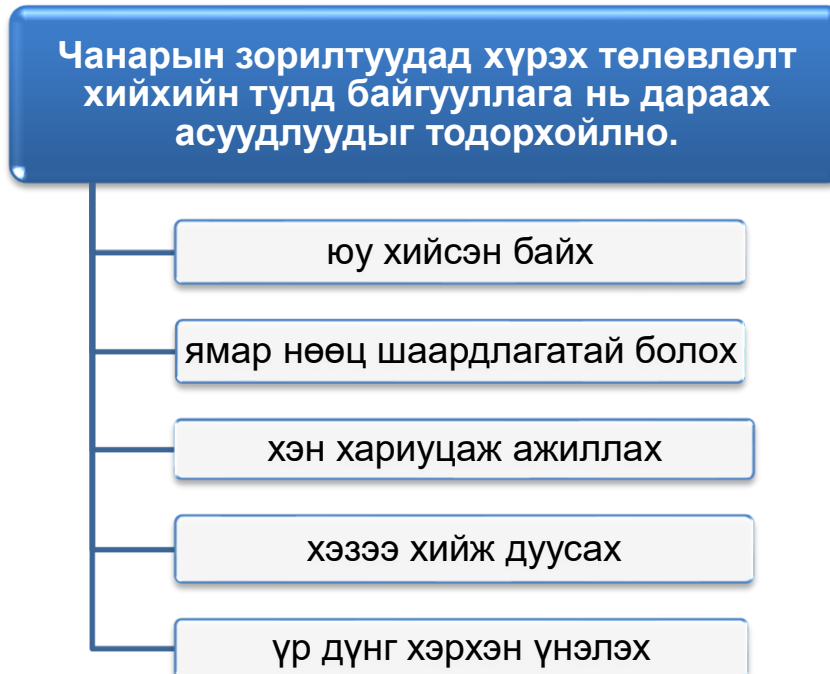 Чанарын зорилтуудад хүрэх төлөвлөлт
хийхийн тулд байгууллага нь дараах
асуудлуудыг тодорхойлно.
юу хийсэн байх
ямар нөөц шаардлагатай болох
хэн хариуцаж ажиллах
хэзээ хийж дуусах
үр дүнг хэрхэн үнэлэх